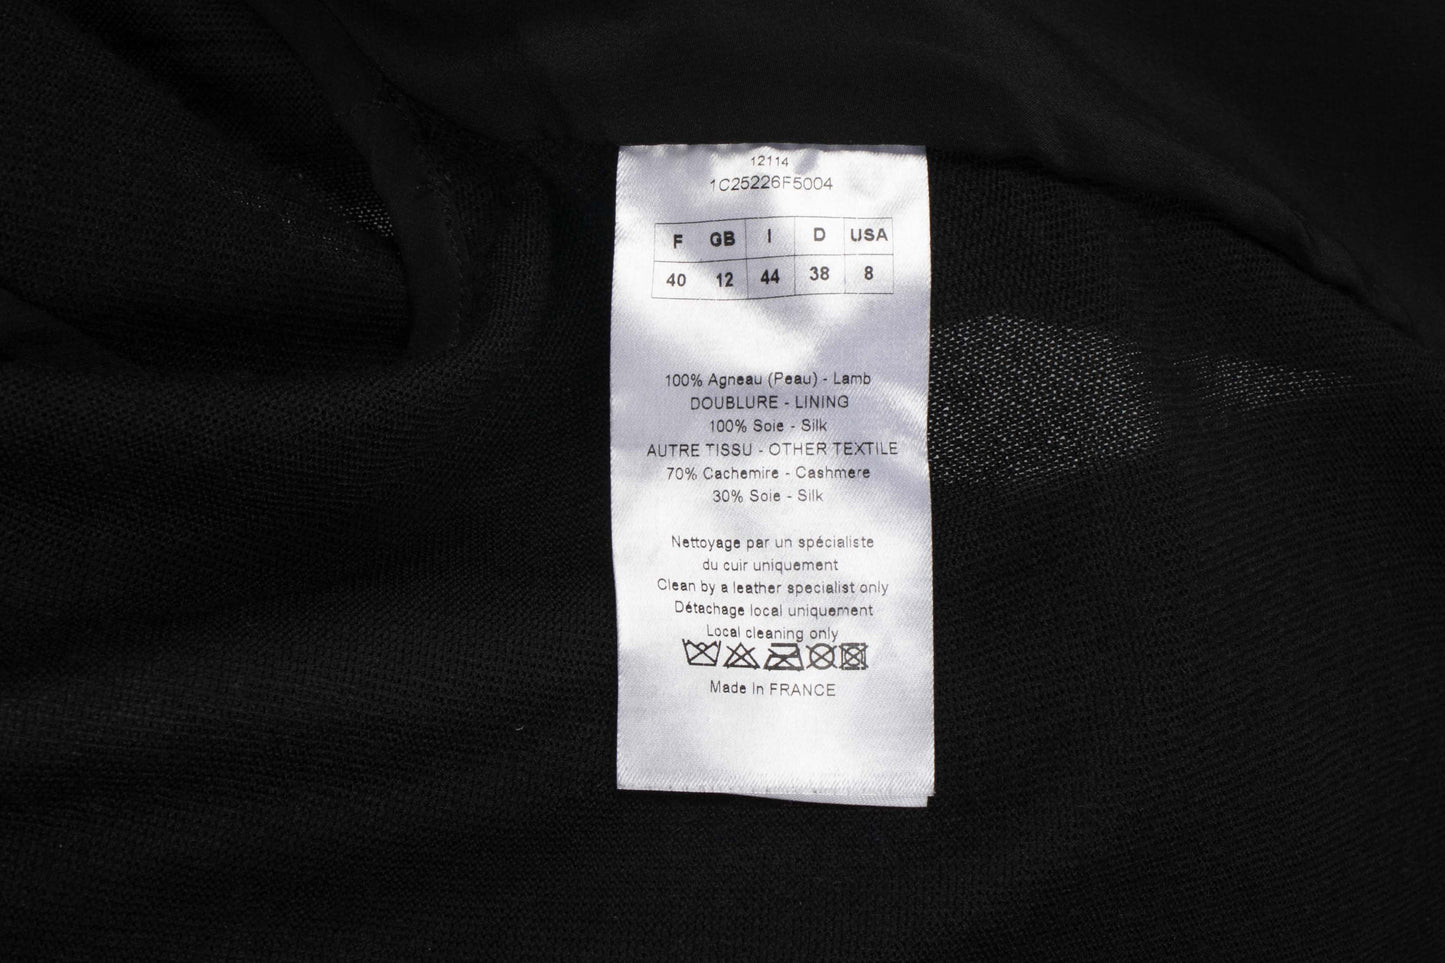 12114
1C25226F5004
F GB I D USA
40 12 44 38 8
100% Agneau (Peau) - Lamb
DOUBLURE - LINING
100% Soie - Silk
AUTRE TISSU - OTHER TEXTILE
70% Cachemire - Cashmere
30% Soie - Silk
Nettoyage par un spécialiste
du cuir uniquement
Clean by a leather specialist only
Détachage local uniquement
Local cleaning only
Made In FRANCE